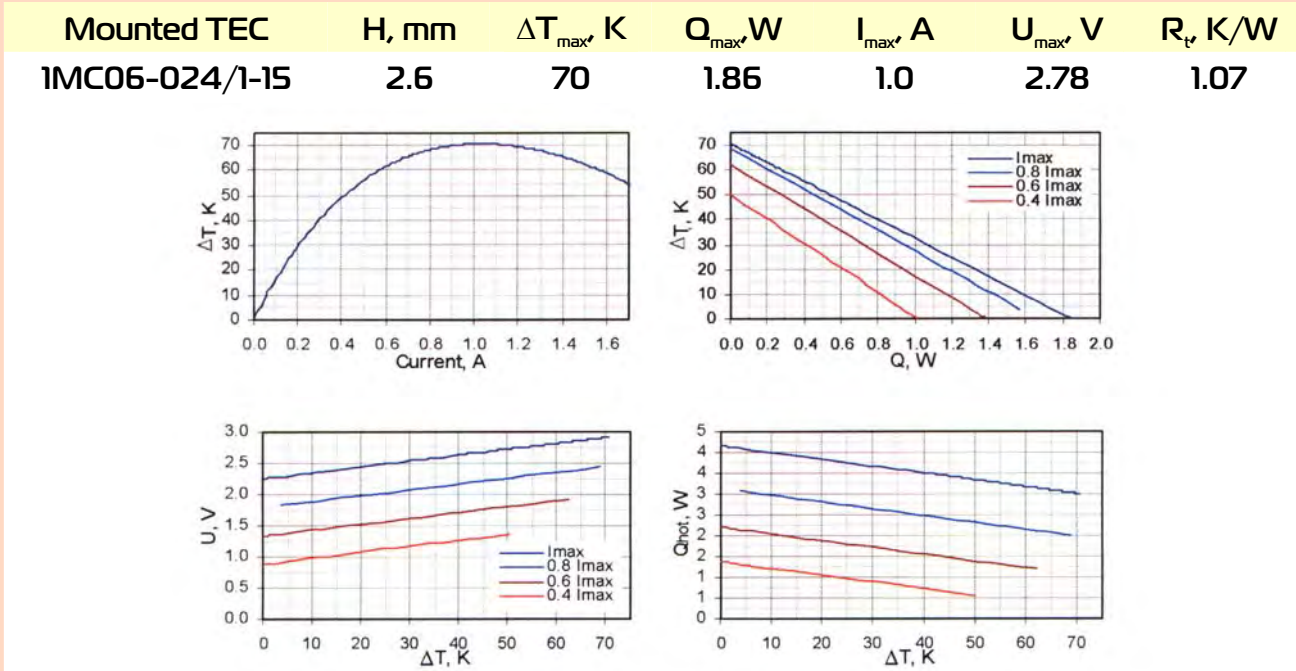 Mounted TEC H, mm ΔTmax, K Qmax,W Imax, A Umax, V Rt, K/W
1MC06-024/1-15 2.6 70 1.86 1.0 2.78 1.07
ΔT, K
70
60
50
40
30
20
10
0
0.0 0.2 0.4 0.6 0.8 1.0 1.2 1.4 1.6
Current, A
ΔT, K
70
60
50
40
30
20
10
0
Imax
0.8 Imax
0.6 Imax
0.4 Imax
0.0 0.2 0.4 0.6 0.8 1.0 1.2 1.4 1.6 1.8 2.0
Q, W
U, V
3.0
2.5
2.0
1.5
1.0
0.5
0.0
Imax
0.8 Imax
0.6 Imax
0.4 Imax
0 10 20 30 40 50 60 70
ΔT, K
Qhot, W
5
4
4
3
3
2
2
1
1
0
0 10 20 30 40 50 60 70
ΔT, K